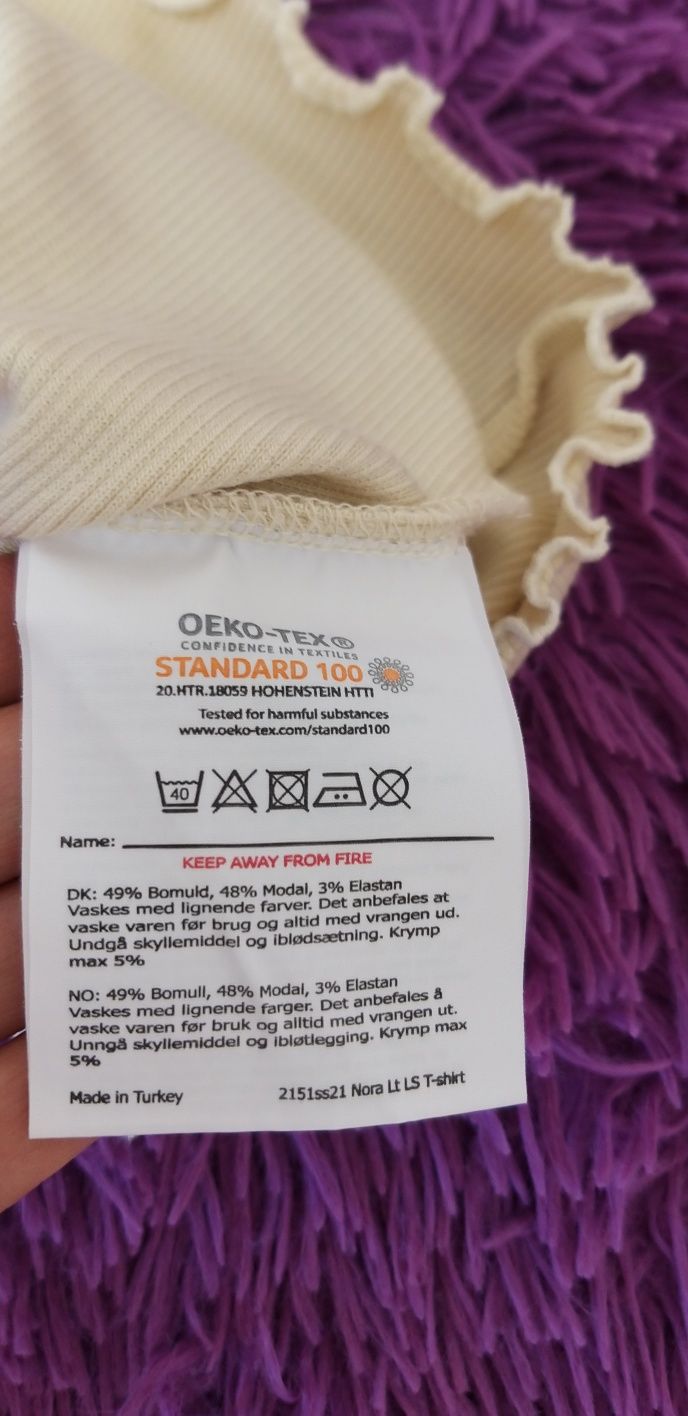 OEKO-TEX®
CONFIDENCE IN TEXTILES
STANDARD 100
20.HTR.18059 HOHENSTEIN HTTI
Tested for harmful substances
www.oeko-tex.com/standard100
40
Name:
KEEP AWAY FROM FIRE
DK: 49% Bomuld, 48% Modal, 3% Elastan
Vaskes med lignende farver. Det anbefales at
vaske varen før brug og altid med vrangen ud.
Undgå skyllemiddel og iblødsætning. Krymp
max 5%
NO: 49% Bomull, 48% Modal, 3% Elastan
Vaskes med lignende farger. Det anbefales å
vaske varen før bruk og alltid med vrangen ut.
Unngå skyllemiddel og ibløtlegging. Krymp max
5%
Made in Turkey
2151ss21 Nora Lt LS T-shirt